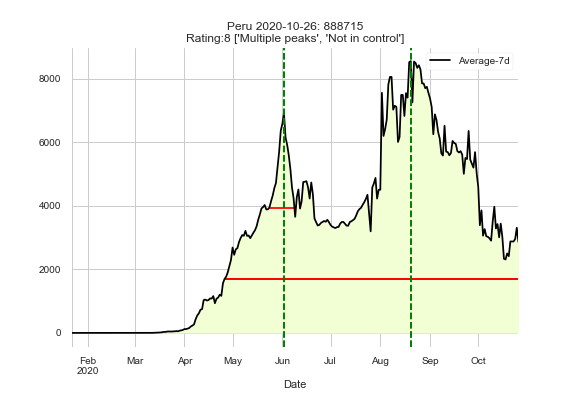 Peru 2020-10-26: 888715
Rating:8 ['Multiple peaks', 'Not in control']
Average-7d
8000
6000
4000
2000
0
Feb Mar Apr May Jun Jul Aug Sep Oct
2020
Date